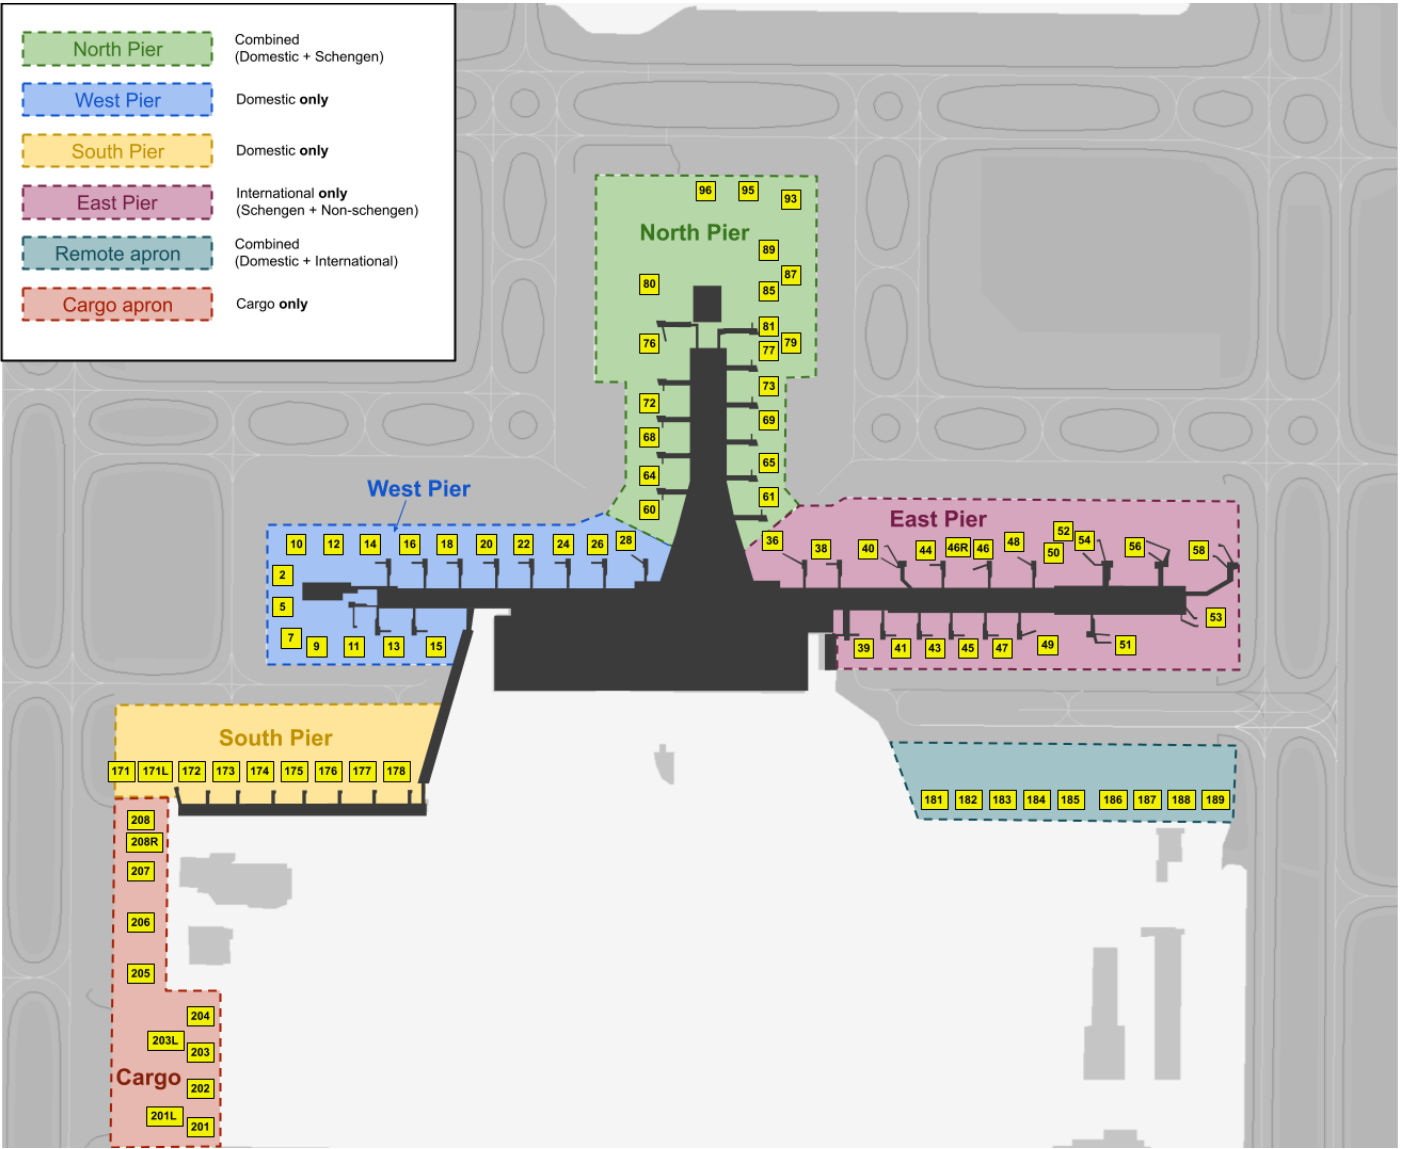 North Pier
Combined
(Domestic + Schengen)
West Pier
Domestic only
South Pier
Domestic only
East Pier
International only
(Schengen + Non-schengen)
Remote apron
Combined
(Domestic + International)
Cargo apron
Cargo only
96 95 93
North Pier
89
87
80 85
81
76 79
77
73
72
69
68
65
64
61
60
West Pier
East Pier
10 12 14 16 18 20 22 24 26 28
36 38 40 44 46R 46 48 50 52 54 56 58
2
5
7 9 11 13 15
53
39 41 43 45 47 49 51
South Pier
171 171L 172 173 174 175 176 177 178
181 182 183 184 185 186 187 188 189
208
208R
207
206
205
204
203L
203
Cargo
202
201L
201